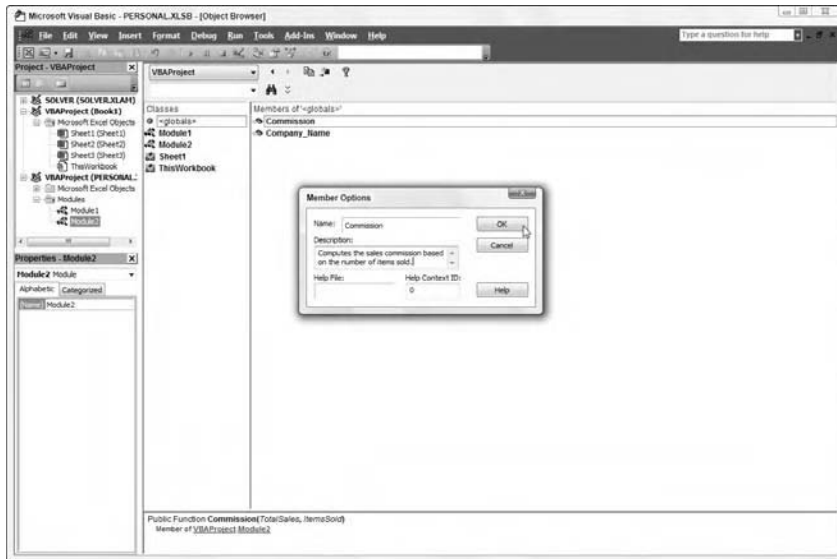 Microsoft Visual Basic - PERSONAL.XLSB - [Object Browser]
File Edit View Insert Format Debug Run Tools Add-Ins Window Help
Type a question for help
Project - VBAProject
SOLVER (SOLVER.XLAM)
VBAProject (Book1)
Microsoft Excel Objects
Sheet1 (Sheet1)
Sheet2 (Sheet2)
Sheet3 (Sheet3)
ThisWorkbook
VBAProject (PERSONAL.
Microsoft Excel Objects
Modules
Module1
Module2
Properties - Module2
Module2 Module
Alphabetic Categorized
(Name) Module2
VBAProject
Classes
<globals>
Module1
Module2
Sheet1
ThisWorkbook
Members of '<globals>'
Commission
Company_Name
Member Options
Name: Commission
OK
Description:
Computes the sales commission based
on the number of items sold.
Cancel
Help File:
Help Context ID:
0
Help
Public Function Commission(TotalSales, ItemsSold)
Member of VBAProject.Module2